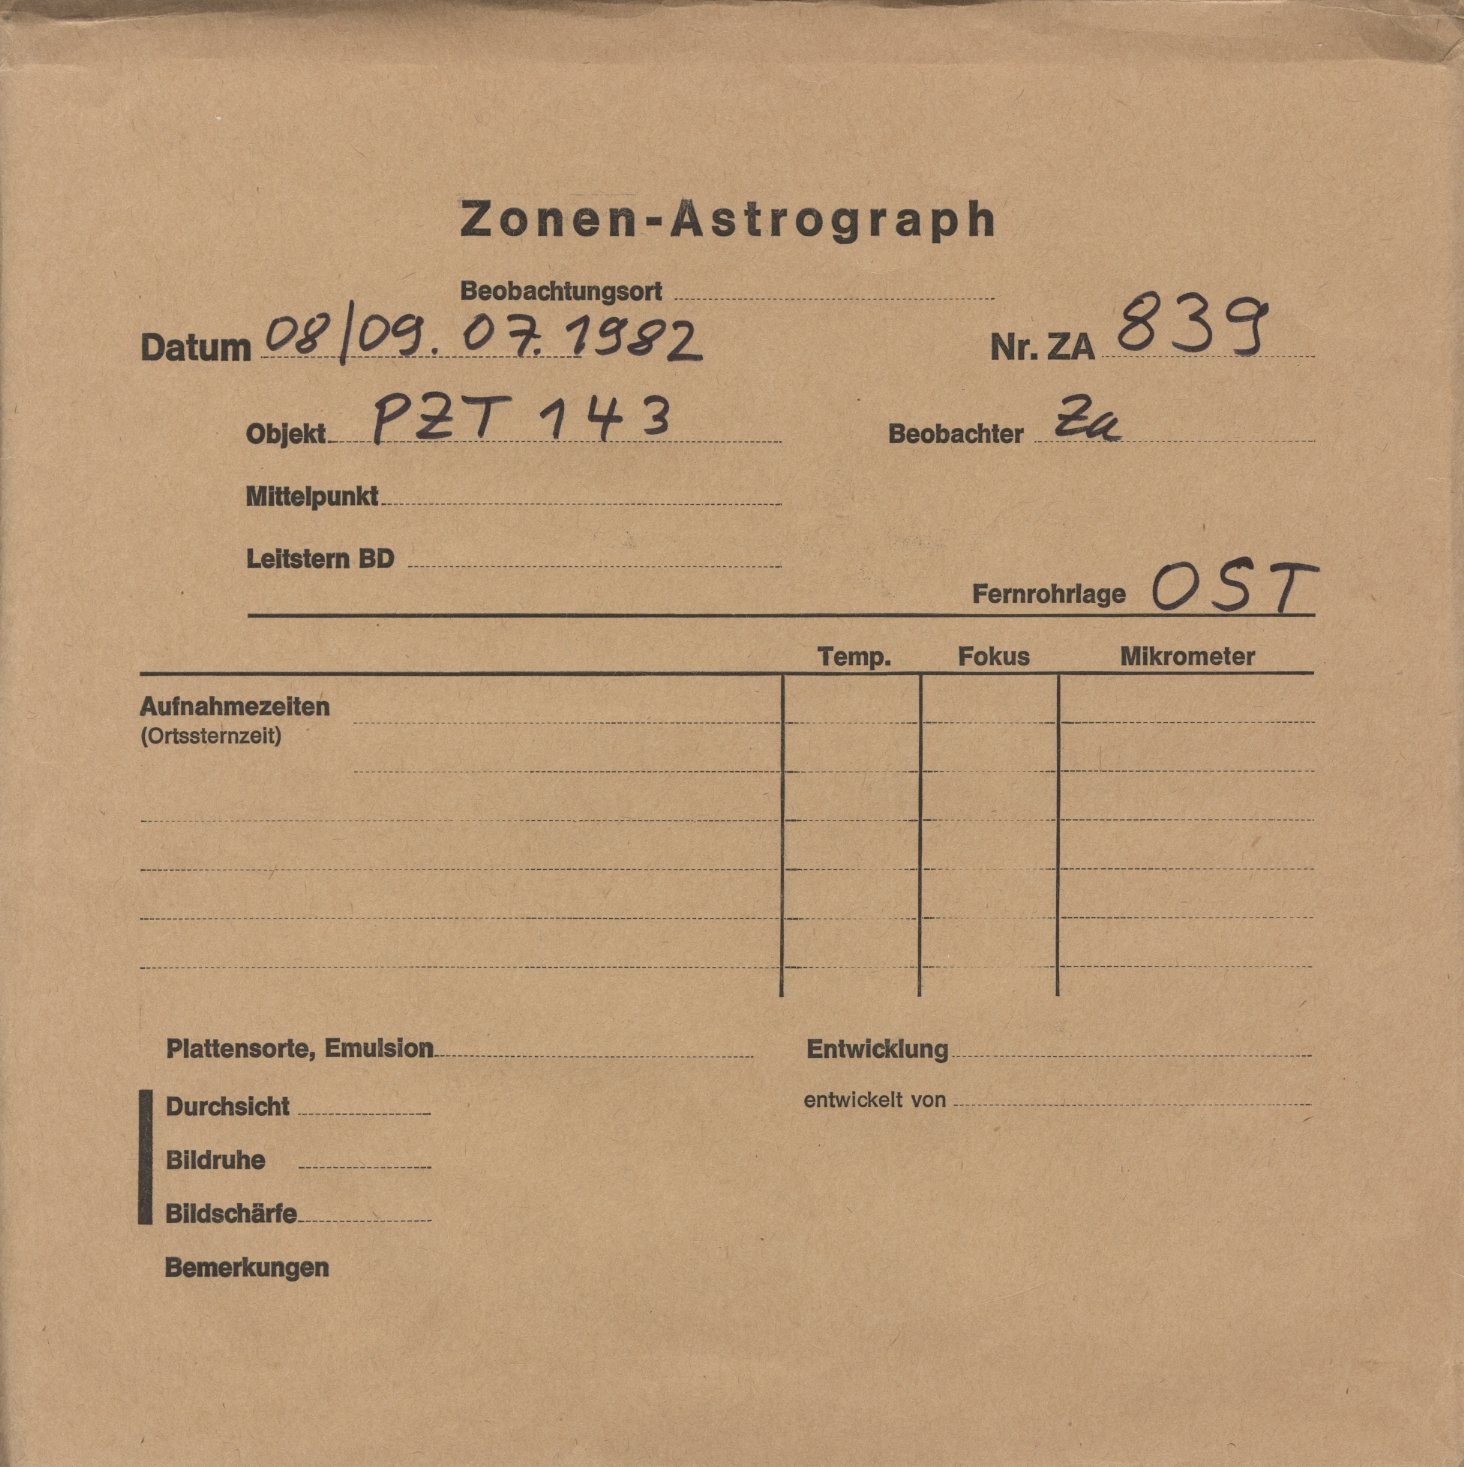 Zonen-Astrograph
Beobachtungsort
Datum 08/09. 07. 1982 Nr. ZA 839
Objekt PZT 143 Beobachter Za
Mittelpunkt
Leitstern BD
Fernrohrlage OST
Temp. Fokus Mikrometer
Aufnahmezeiten
(Ortssternzeit)
Plattensorte, Emulsion Entwicklung
Durchsicht entwickelt von
Bildruhe
Bildschärfe
Bemerkungen